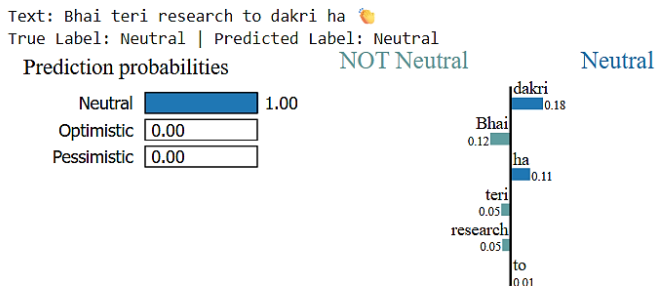 Text: Bhai teri research to dakri ha 👏
True Label: Neutral | Predicted Label: Neutral
Prediction probabilities
Neutral 1.00
Optimistic 0.00
Pessimistic 0.00
NOT Neutral Neutral
dakri
0.18
Bhai
0.12
ha
0.11
teri
0.05
research
0.05
to
0.01